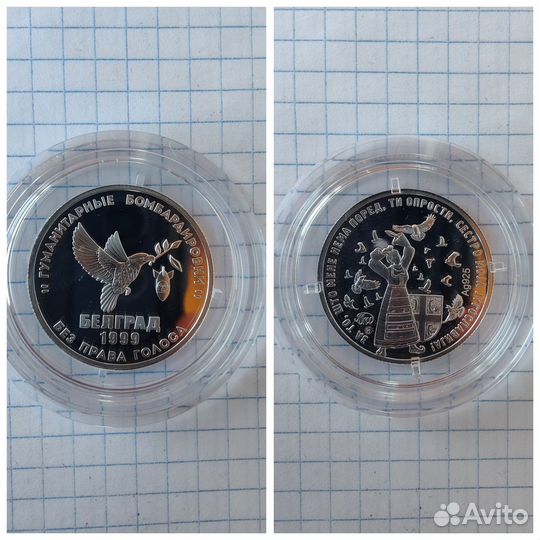 "ГУМАНИТАРНЫЕ БОМБАРДИРОВКИ"
БЕЛГРАД
1999
БЕЗ ПРАВА ГОЛОСА
ЗА ТО ШТО МЕНЕ НЕМА ПОРЕД, ТИ ОПРОСТИ, СЕСТРО
Ag925
Avito